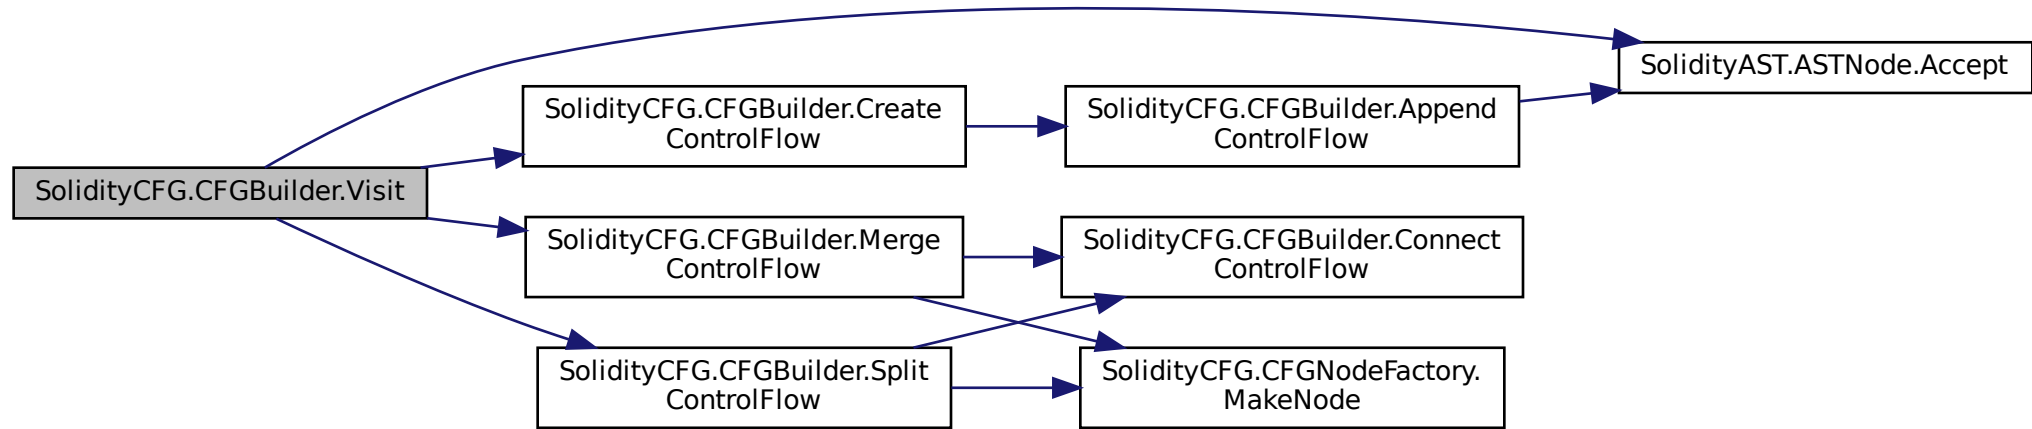 SolidityCFG.CFGBuilder.Visit
SolidityCFG.CFGBuilder.Create
ControlFlow
SolidityCFG.CFGBuilder.Append
ControlFlow
SolidityAST.ASTNode.Accept
SolidityCFG.CFGBuilder.Merge
ControlFlow
SolidityCFG.CFGBuilder.Connect
ControlFlow
SolidityCFG.CFGBuilder.Split
ControlFlow
SolidityCFG.CFGNodeFactory.
MakeNode